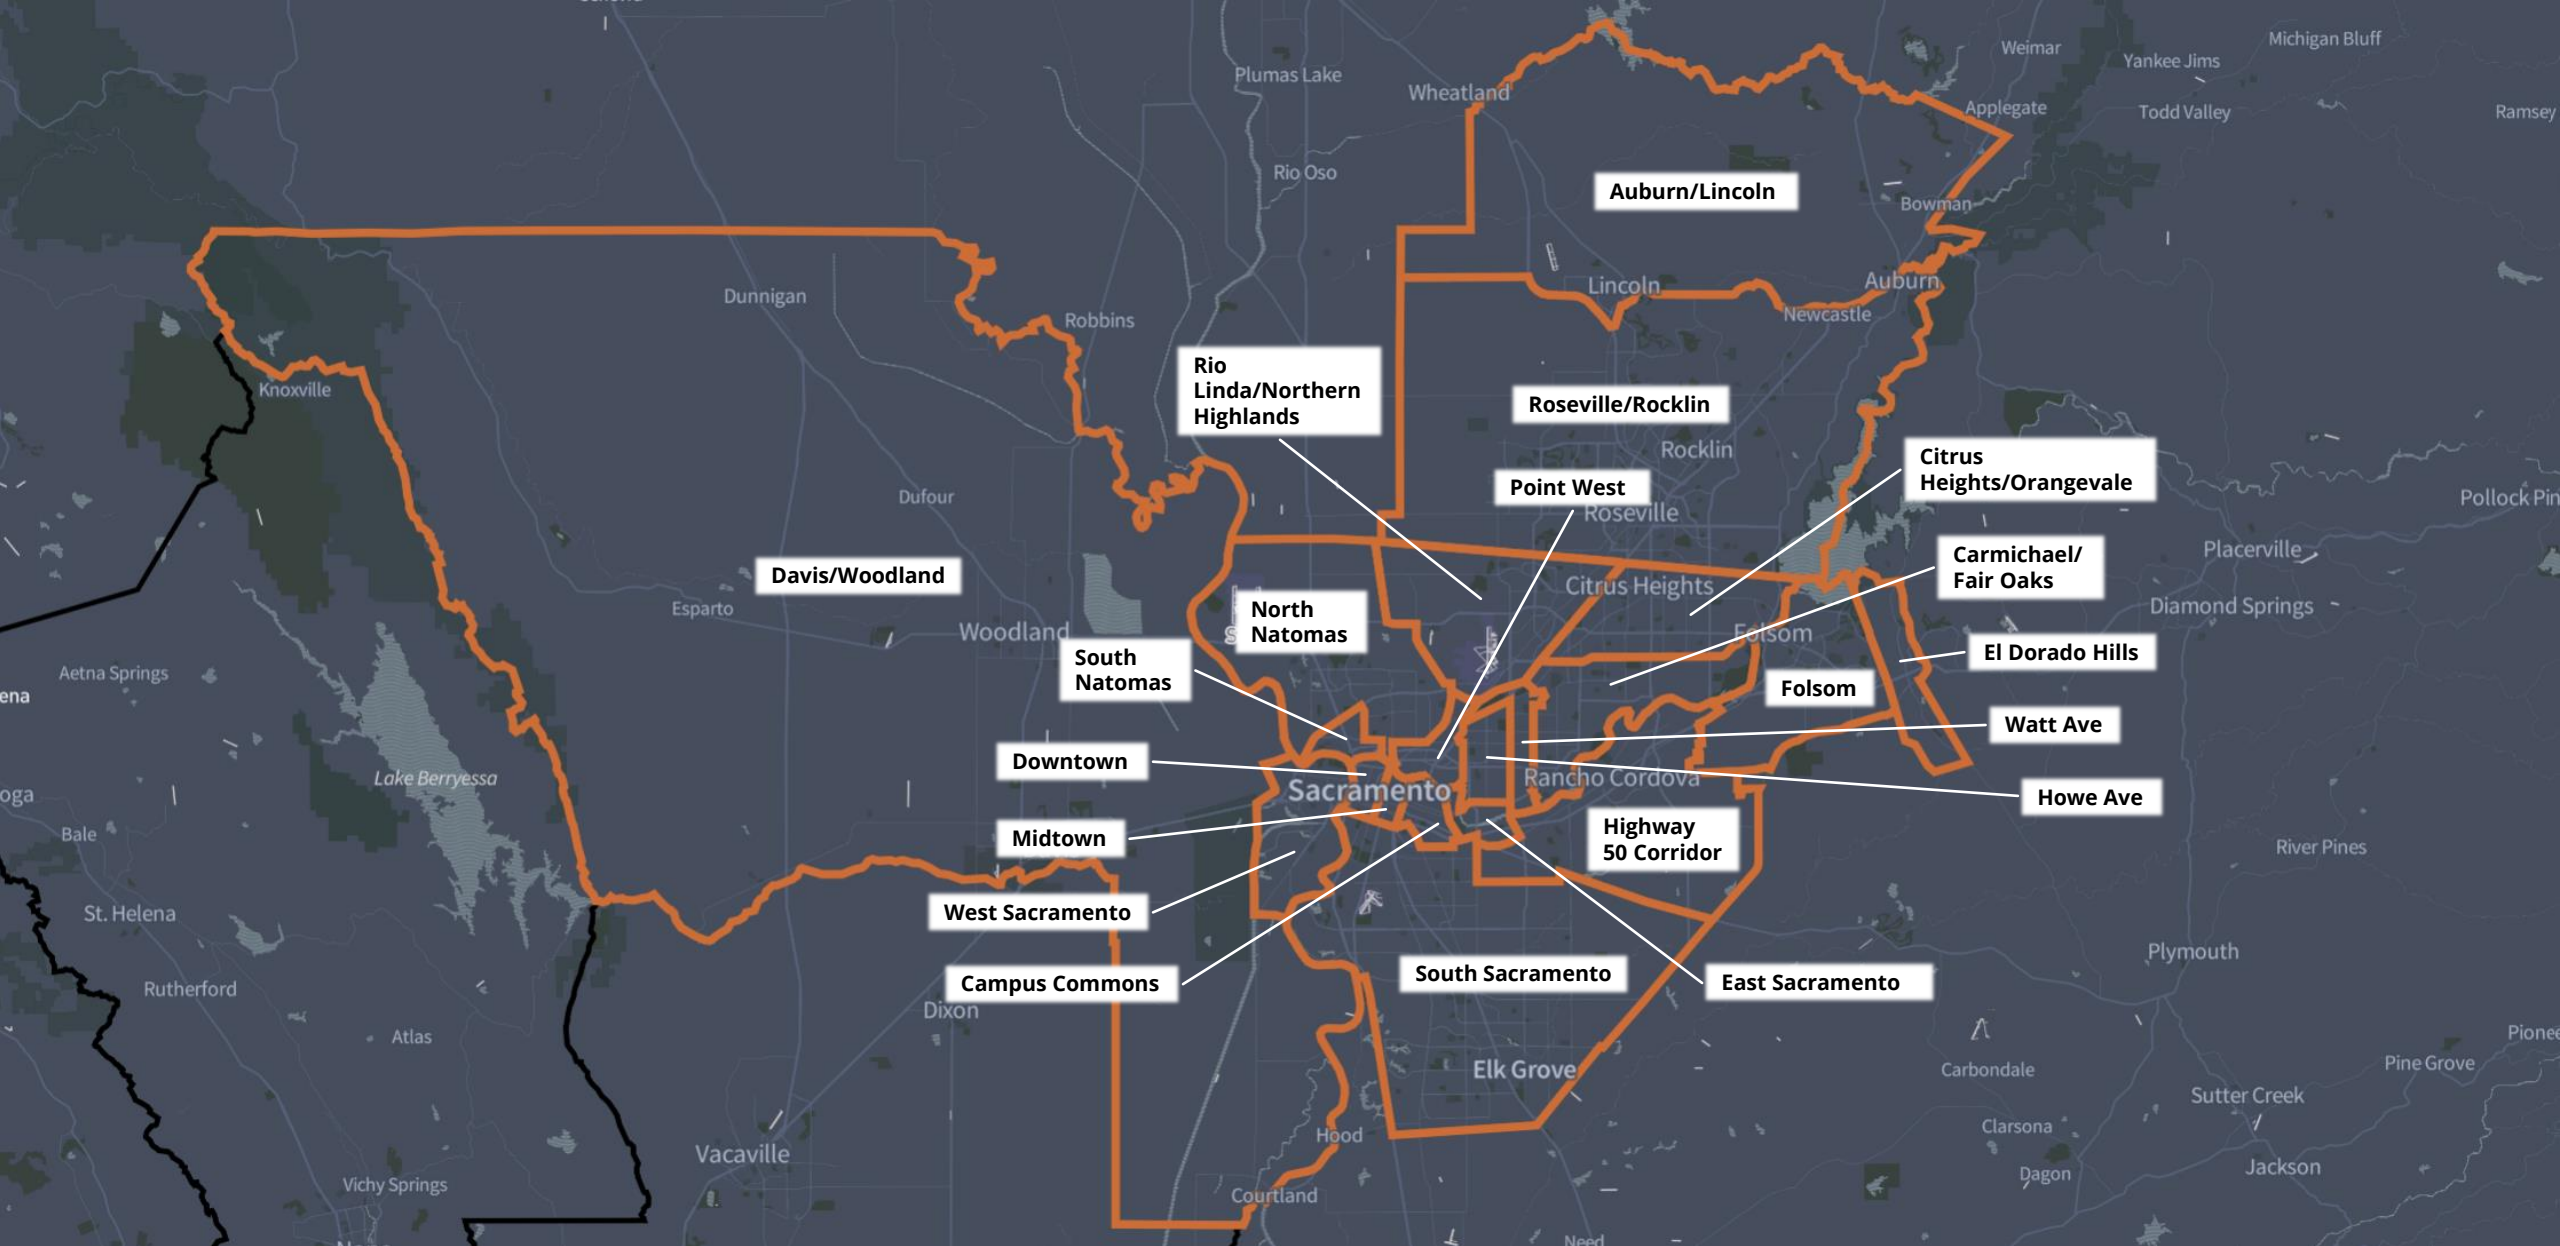 Weimar
Michigan Bluff
Yankee Jims
Plumas Lake
Wheatland
Applegate
Todd Valley
Ramsey
Rio Oso
Auburn/Lincoln
Bowman
Dunnigan
Robbins
Lincoln
Auburn
Newcastle
Knoxville
Rio
Linda/Northern
Highlands
Roseville/Rocklin
Rocklin
Citrus
Heights/Orangevale
Point West
Roseville
Dufour
Pollock Pin
Placerville
Carmichael/
Fair Oaks
Davis/Woodland
Citrus Heights
Esparto
North
Natomas
S
Diamond Springs
Woodland
Folsom
El Dorado Hills
South
Natomas
Aetna Springs
ena
Folsom
Watt Ave
Downtown
Lake Berryessa
Sacramento
Rancho Cordova
Howe Ave
oga
Bale
Midtown
Highway
50 Corridor
River Pines
St. Helena
West Sacramento
Plymouth
Rutherford
Campus Commons
South Sacramento
East Sacramento
Dixon
Atlas
Pione
Elk Grove
Carbondale
Pine Grove
Sutter Creek
Hood
Clarsona
Vacaville
Vichy Springs
Courtland
Dagon
Jackson
Need